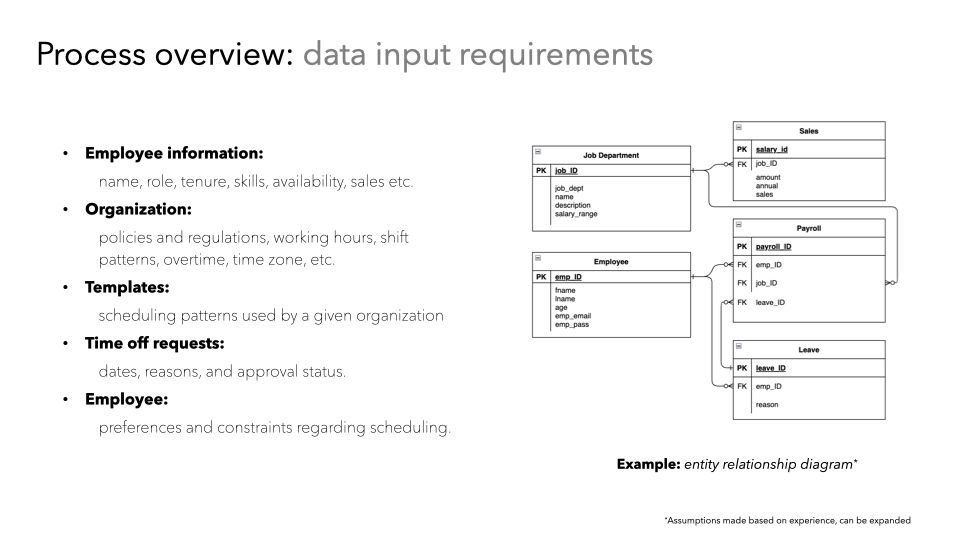 Process overview: data input requirements
• Employee information:
name, role, tenure, skills, availability, sales etc.
• Organization:
policies and regulations, working hours, shift
patterns, overtime, time zone, etc.
• Templates:
scheduling patterns used by a given organization
• Time off requests:
dates, reasons, and approval status.
• Employee:
preferences and constraints regarding scheduling.
Job Department
PK job_ID
job_dept
name
description
salary_range
Employee
PK emp_ID
fname
lname
age
emp_email
emp_pass
Sales
PK salary_id
FK job_ID
amount
annual
sales
Payroll
PK payroll_ID
FK emp_ID
FK job_ID
FK leave_ID
Leave
PK leave_ID
FK emp_ID
reason
Example: entity relationship diagram*
*Assumptions made based on experience, can be expanded